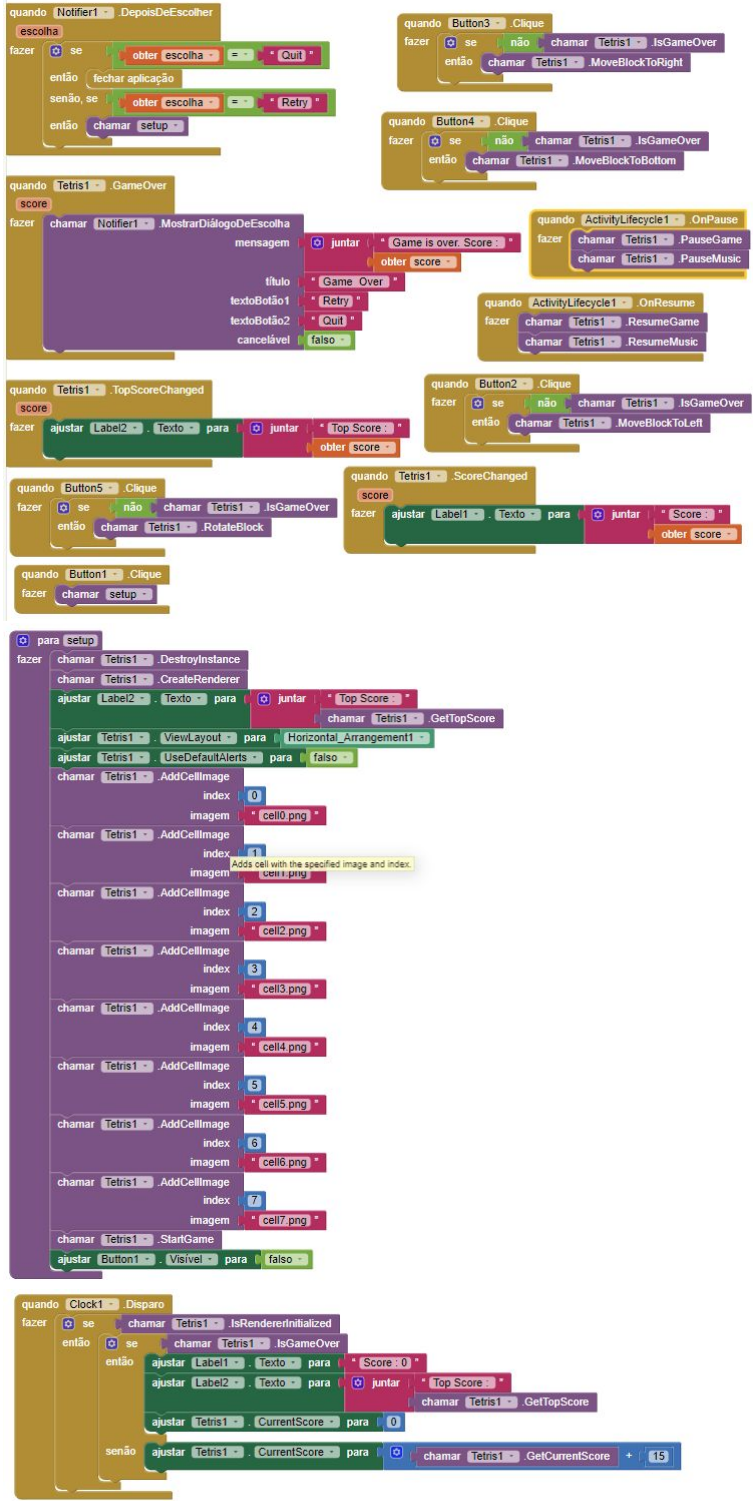 quando Notifier1 .DepoisDeEscolher
escolha
fazer se obter escolha = " Quit "
então fechar aplicação
senão, se obter escolha = " Retry "
então chamar setup
quando Button3 .Clique
fazer se não chamar Tetris1 .IsGameOver
então chamar Tetris1 .MoveBlockToRight
quando Button4 .Clique
fazer se não chamar Tetris1 .IsGameOver
então chamar Tetris1 .MoveBlockToBottom
quando Tetris1 .GameOver
score
fazer chamar Notifier1 .MostrarDiálogoDeEscolha
mensagem juntar " Game is over. Score : "
obter score
título " Game Over "
textoBotão1 " Retry "
textoBotão2 " Quit "
cancelável falso
quando ActivityLifecycle1 .OnPause
fazer chamar Tetris1 .PauseGame
chamar Tetris1 .PauseMusic
quando ActivityLifecycle1 .OnResume
fazer chamar Tetris1 .ResumeGame
chamar Tetris1 .ResumeMusic
quando Tetris1 .TopScoreChanged
score
fazer ajustar Label2 . Texto para juntar " Top Score : "
obter score
quando Button2 .Clique
fazer se não chamar Tetris1 .IsGameOver
então chamar Tetris1 .MoveBlockToLeft
quando Button5 .Clique
fazer se não chamar Tetris1 .IsGameOver
então chamar Tetris1 .RotateBlock
quando Tetris1 .ScoreChanged
score
fazer ajustar Label1 . Texto para juntar " Score : "
obter score
quando Button1 .Clique
fazer chamar setup
para setup
fazer chamar Tetris1 .DestroyInstance
chamar Tetris1 .CreateRenderer
ajustar Label2 . Texto para juntar " Top Score : "
chamar Tetris1 .GetTopScore
ajustar Tetris1 . ViewLayout para Horizontal_Arrangement1
ajustar Tetris1 . UseDefaultAlerts para falso
chamar Tetris1 .AddCellImage
index 0
imagem " cell0.png "
chamar Tetris1 .AddCellImage
index 1
Adds cell with the specified image and index.
imagem " cell1.png "
chamar Tetris1 .AddCellImage
index 2
imagem " cell2.png "
chamar Tetris1 .AddCellImage
index 3
imagem " cell3.png "
chamar Tetris1 .AddCellImage
index 4
imagem " cell4.png "
chamar Tetris1 .AddCellImage
index 5
imagem " cell5.png "
chamar Tetris1 .AddCellImage
index 6
imagem " cell6.png "
chamar Tetris1 .AddCellImage
index 7
imagem " cell7.png "
chamar Tetris1 .StartGame
ajustar Button1 . Visível para falso
quando Clock1 .Disparo
fazer se chamar Tetris1 .IsRendererInitialized
então se chamar Tetris1 .IsGameOver
então ajustar Label1 . Texto para " Score : 0 "
ajustar Label2 . Texto para juntar " Top Score : "
chamar Tetris1 .GetTopScore
ajustar Tetris1 . CurrentScore para 0
senão ajustar Tetris1 . CurrentScore para chamar Tetris1 .GetCurrentScore + 15